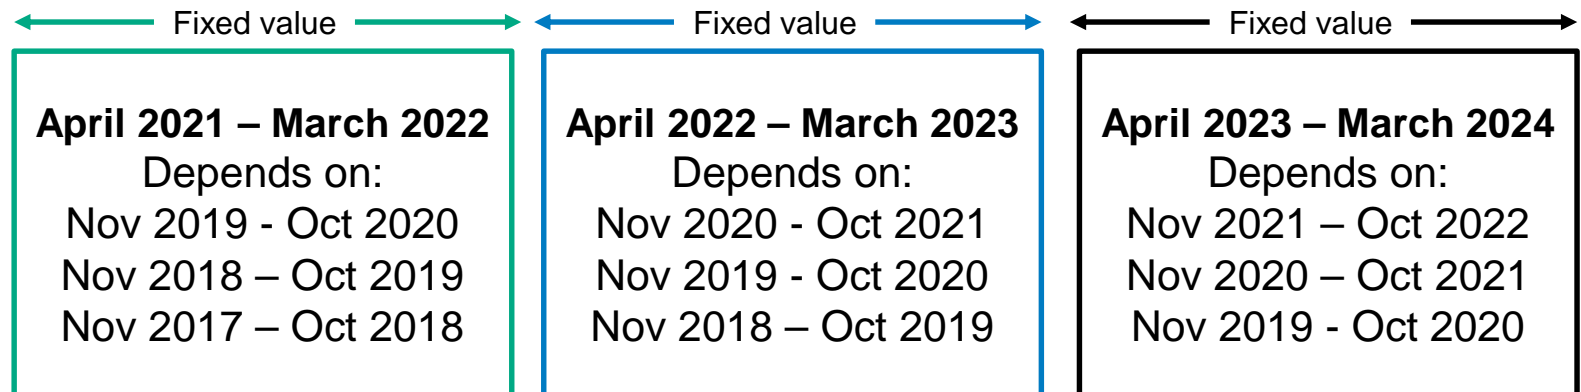 Fixed value
April 2021 – March 2022
Depends on:
Nov 2019 - Oct 2020
Nov 2018 – Oct 2019
Nov 2017 – Oct 2018
Fixed value
April 2022 – March 2023
Depends on:
Nov 2020 - Oct 2021
Nov 2019 - Oct 2020
Nov 2018 – Oct 2019
Fixed value
April 2023 – March 2024
Depends on:
Nov 2021 – Oct 2022
Nov 2020 – Oct 2021
Nov 2019 - Oct 2020